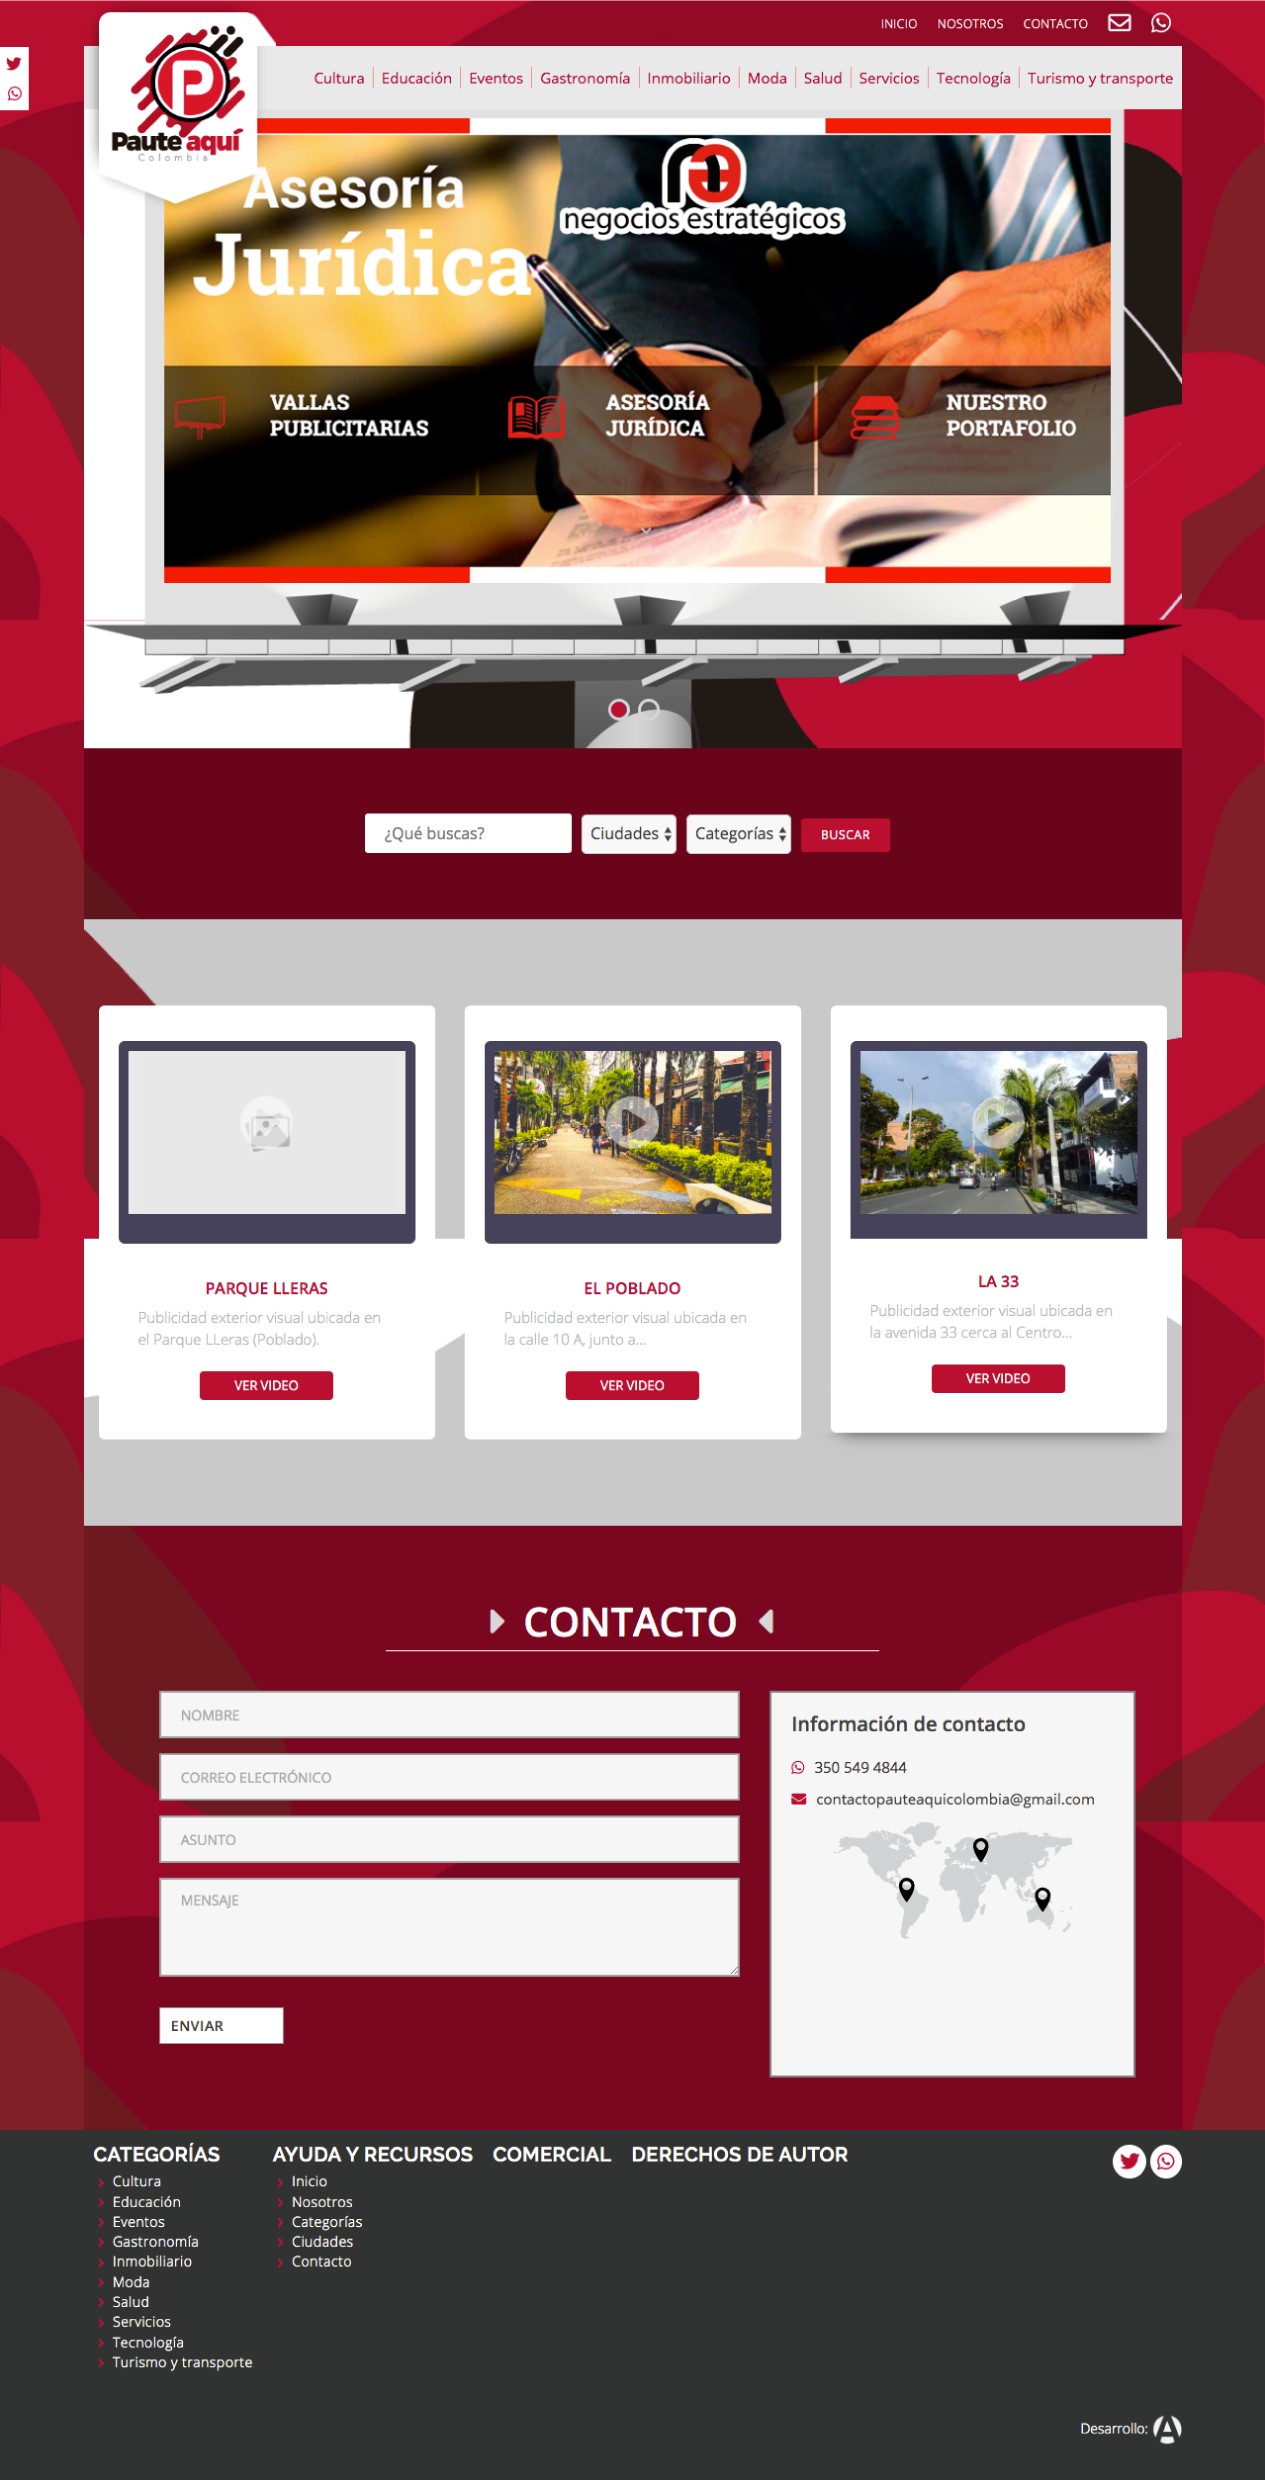 INICIO NOSOTROS CONTACTO
Cultura Educación Eventos Gastronomía Inmobiliario Moda Salud Servicios Tecnología Turismo y transporte
P
Paute aquí
Colombia
Asesoría
Jurídica
negocios estratégicos
VALLAS
PUBLICITARIAS
ASESORÍA
JURÍDICA
NUESTRO
PORTAFOLIO
¿Qué buscas? Ciudades Categorías BUSCAR
PARQUE LLERAS
Publicidad exterior visual ubicada en
el Parque LLeras (Poblado).
VER VIDEO
EL POBLADO
Publicidad exterior visual ubicada en
la calle 10 A, junto a...
VER VIDEO
LA 33
Publicidad exterior visual ubicada en
la avenida 33 cerca al Centro...
VER VIDEO
CONTACTO
NOMBRE
CORREO ELECTRÓNICO
ASUNTO
MENSAJE
ENVIAR
Información de contacto
350 549 4844
contactopauteaquicolombia@gmail.com
CATEGORÍAS
Cultura
Educación
Eventos
Gastronomía
Inmobiliario
Moda
Salud
Servicios
Tecnología
Turismo y transporte
AYUDA Y RECURSOS
Inicio
Nosotros
Categorías
Ciudades
Contacto
COMERCIAL
DERECHOS DE AUTOR
Desarrollo: